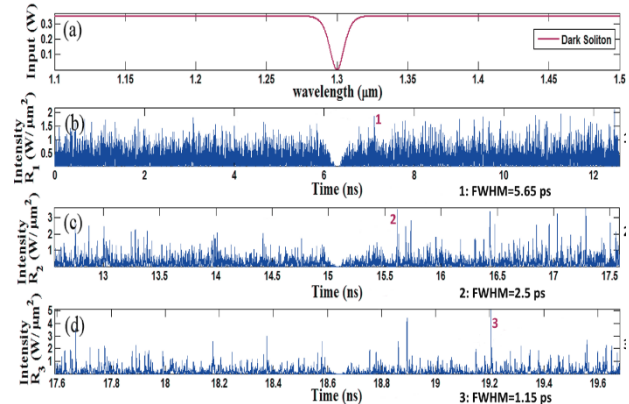 (a)
Input (W)
0.3
0.2
0.1
Dark Soliton
1.1 1.15 1.2 1.25 1.3 1.35 1.4 1.45 1.5
wavelength (μm)
(b)
Intensity
R1 (W/μm²)
2
1.5
1
0.5
1
0 2 4 6 8 10 12
Time (ns)
1: FWHM=5.65 ps
(c)
Intensity
R2 (W/μm²)
3
2
1
0
2
2
13 13.5 14 14.5 15 15.5 16 16.5 17 17.5
Time (ns)
2: FWHM=2.5 ps
(d)
Intensity
R3 (W/μm²)
5
4
3
2
1
0
3
3
17.6 17.8 18 18.2 18.4 18.6 18.8 19 19.2 19.4 19.6
Time (ns)
3: FWHM=1.15 ps